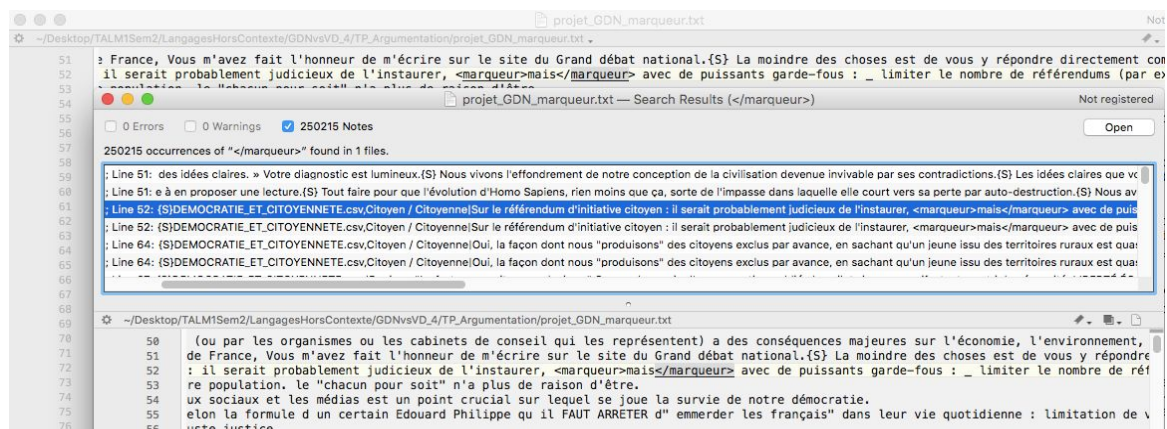 projet_GDN_marqueur.txt Not
~/Desktop/TALM1Sem2/LangagesHorsContexte/GDNvsVD_4/TP_Argumentation/projet_GDN_marqueur.txt
51 e France, Vous m'avez fait l'honneur de m'écrire sur le site du Grand débat national.{S} La moindre des choses est de vous y répondre directement com
52 il serait probablement judicieux de l'instaurer, <marqueur>mais</marqueur> avec de puissants garde-fous : _ limiter le nombre de référendums (par ex
53 population. le "chacun pour soit" n'a plus de raison d'être.
54
projet_GDN_marqueur.txt — Search Results (</marqueur>) Not registered
55
56 0 Errors 0 Warnings 250215 Notes Open
57
58 250215 occurrences of "</marqueur>" found in 1 files.
59 ; Line 51: des idées claires. » Votre diagnostic est lumineux.{S} Nous vivons l'effondrement de notre conception de la civilisation devenue invivable par ses contradictions.{S} Les idées claires que vo
60 ; Line 51: e à en proposer une lecture.{S} Tout faire pour que l'évolution d'Homo Sapiens, rien moins que ça, sorte de l'impasse dans laquelle elle court vers sa perte par auto-destruction.{S} Nous av
61 ; Line 52: {S}DEMOCRATIE_ET_CITOYENNETE.csv,Citoyen / Citoyenne|Sur le référendum d'initiative citoyen : il serait probablement judicieux de l'instaurer, <marqueur>mais</marqueur> avec de puis
62 ; Line 52: {S}DEMOCRATIE_ET_CITOYENNETE.csv,Citoyen / Citoyenne|Sur le référendum d'initiative citoyen : il serait probablement judicieux de l'instaurer, <marqueur>mais</marqueur> avec de puis
63 ; Line 64: {S}DEMOCRATIE_ET_CITOYENNETE.csv,Citoyen / Citoyenne|Oui, la façon dont nous "produisons" des citoyens exclus par avance, en sachant qu'un jeune issu des territoires ruraux est quas
64 ; Line 64: {S}DEMOCRATIE_ET_CITOYENNETE.csv,Citoyen / Citoyenne|Oui, la façon dont nous "produisons" des citoyens exclus par avance, en sachant qu'un jeune issu des territoires ruraux est quas
65
66
67
68
69 ~/Desktop/TALM1Sem2/LangagesHorsContexte/GDNvsVD_4/TP_Argumentation/projet_GDN_marqueur.txt
70 50 (ou par les organismes ou les cabinets de conseil qui les représentent) a des conséquences majeures sur l'économie, l'environnement,
71 51 de France, Vous m'avez fait l'honneur de m'écrire sur le site du Grand débat national.{S} La moindre des choses est de vous y répondre
72 52 : il serait probablement judicieux de l'instaurer, <marqueur>mais</marqueur> avec de puissants garde-fous : _ limiter le nombre de réf
73 53 re population. le "chacun pour soit" n'a plus de raison d'être.
74 54 ux sociaux et les médias est un point crucial sur lequel se joue la survie de notre démocratie.
75 55 elon la formule d un certain Edouard Philippe qu il FAUT ARRETER d" emmerder les français" dans leur vie quotidienne : limitation de v
76 56 uste justice